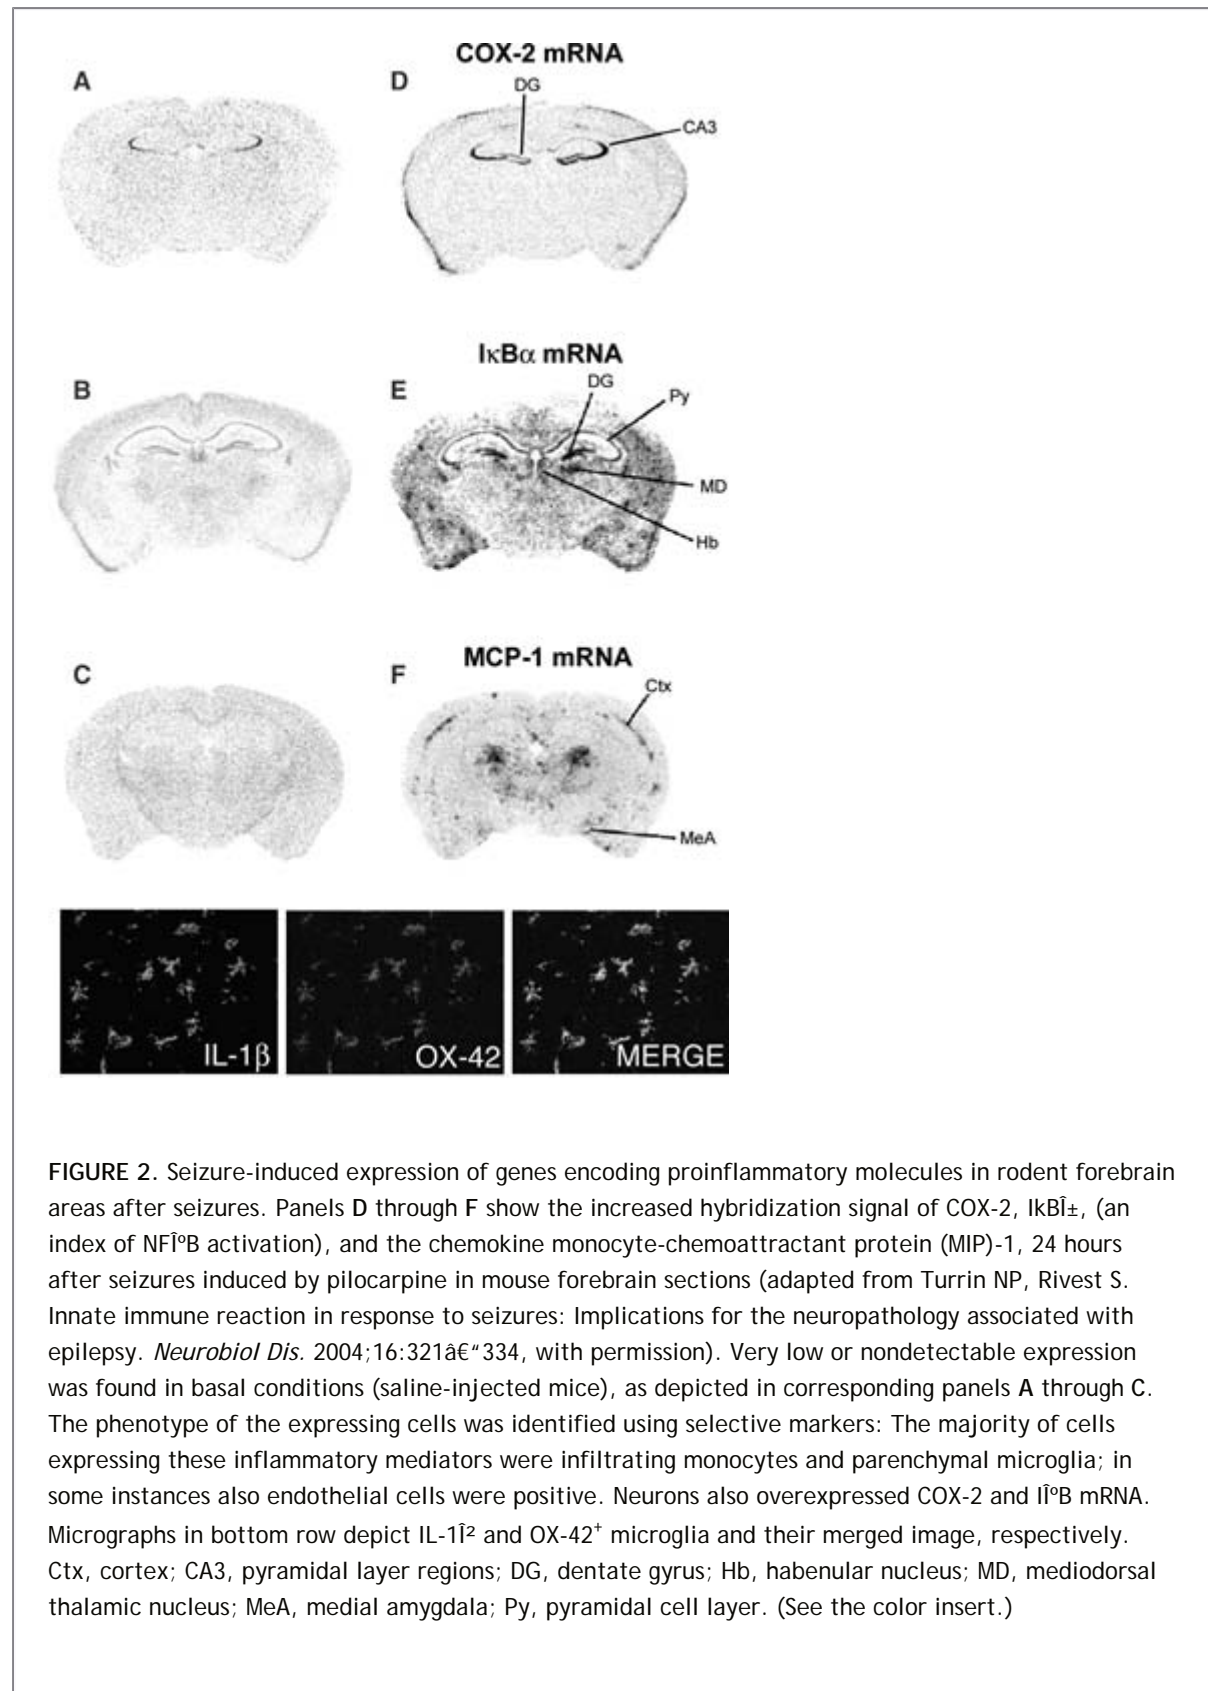 COX-2 mRNA
A
D
DG
CA3
IκBα mRNA
B
E
DG
Py
MD
Hb
MCP-1 mRNA
C
F
Ctx
MeA
IL-1β
OX-42
MERGE
FIGURE 2. Seizure-induced expression of genes encoding proinflammatory molecules in rodent forebrain
areas after seizures. Panels D through F show the increased hybridization signal of COX-2, IkBÎ±, (an
index of NFÎºB activation), and the chemokine monocyte-chemoattractant protein (MIP)-1, 24 hours
after seizures induced by pilocarpine in mouse forebrain sections (adapted from Turrin NP, Rivest S.
Innate immune reaction in response to seizures: Implications for the neuropathology associated with
epilepsy. Neurobiol Dis. 2004;16:321â€“334, with permission). Very low or nondetectable expression
was found in basal conditions (saline-injected mice), as depicted in corresponding panels A through C.
The phenotype of the expressing cells was identified using selective markers: The majority of cells
expressing these inflammatory mediators were infiltrating monocytes and parenchymal microglia; in
some instances also endothelial cells were positive. Neurons also overexpressed COX-2 and IÎºB mRNA.
Micrographs in bottom row depict IL-1Î² and OX-42⁺ microglia and their merged image, respectively.
Ctx, cortex; CA3, pyramidal layer regions; DG, dentate gyrus; Hb, habenular nucleus; MD, mediodorsal
thalamic nucleus; MeA, medial amygdala; Py, pyramidal cell layer. (See the color insert.)